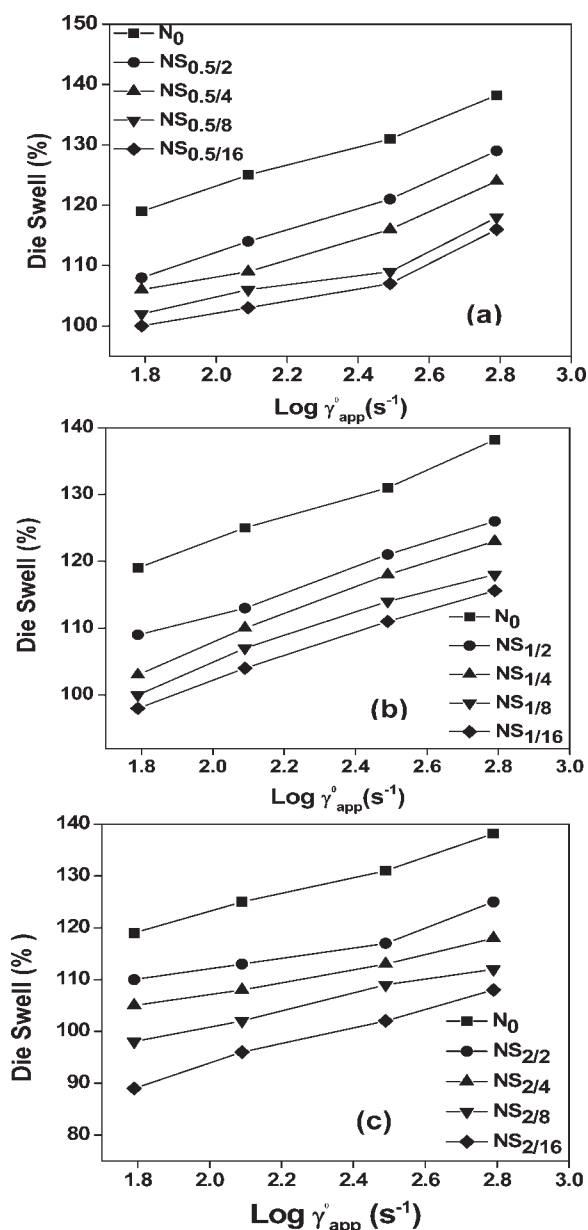 150
140
130
120
110
100
Die Swell (%)
N0
NS0.5/2
NS0.5/4
NS0.5/8
NS0.5/16
(a)
1.8 2.0 2.2 2.4 2.6 2.8 3.0
Log γ°app(s-1)
140
130
120
110
100
Die Swell (%)
N0
NS1/2
NS1/4
NS1/8
NS1/16
(b)
1.8 2.0 2.2 2.4 2.6 2.8 3.0
Log γ°app(s-1)
140
130
120
110
100
90
80
Die Swell (% )
N0
NS2/2
NS2/4
NS2/8
NS2/16
(c)
1.8 2.0 2.2 2.4 2.6 2.8 3.0
Log γ°app(s-1)